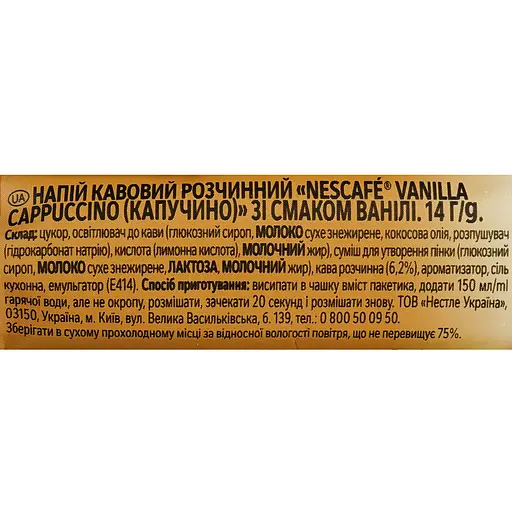 UA НАПІЙ КАВОВИЙ РОЗЧИННИЙ «NESCAFÉ® VANILLA
CAPPUCCINO (КАПУЧИНО)» ЗІ СМАКОМ ВАНІЛІ. 14 Г/g.
Склад: цукор, освітлювач до кави (глюкозний сироп, МОЛОКО сухе знежирене, кокосова олія, розпушувач
(гідрокарбонат натрію), кислота (лимонна кислота), МОЛОЧНИЙ жир), суміш для утворення пінки (глюкозний
сироп, МОЛОКО сухе знежирене, ЛАКТОЗА, МОЛОЧНИЙ жир), кава розчинна (6,2%), ароматизатор, сіль
кухонна, емульгатор (Е414). Спосіб приготування: висипати в чашку вміст пакетика, додати 150 мл/ml
гарячої води, але не окропу, розмішати, зачекати 20 секунд і розмішати знову. ТОВ «Нестле Україна»,
03150, Україна, м. Київ, вул. Велика Васильківська, б. 139, тел.: 0 800 50 09 50.
Зберігати в сухому прохолодному місці за відносної вологості повітря, що не перевищує 75%.